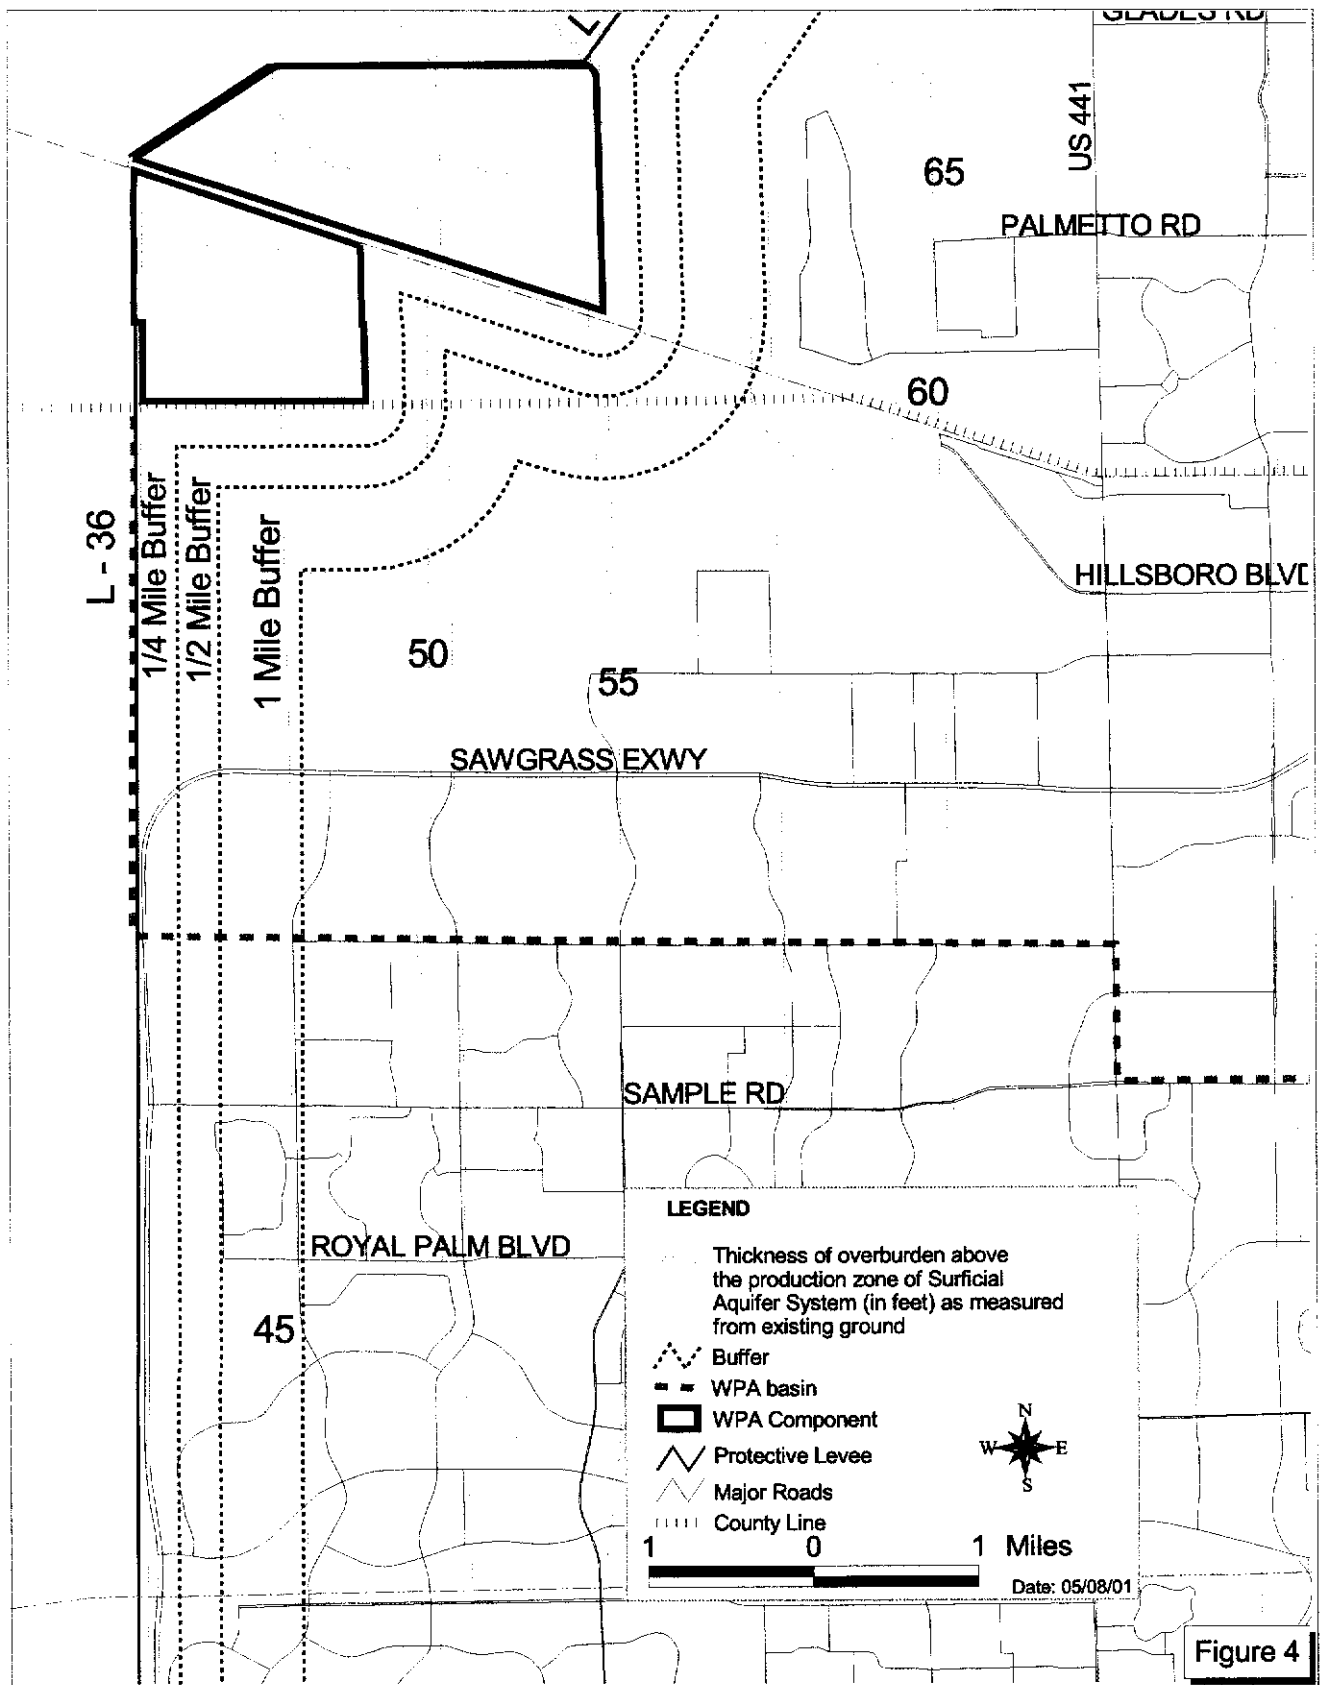 L
GLADES RD
US 441
65
PALMETTO RD
60
L - 36
1/4 Mile Buffer
1/2 Mile Buffer
1 Mile Buffer
HILLSBORO BLVD
50
55
SAWGRASS EXWY
SAMPLE RD
ROYAL PALM BLVD
45
LEGEND
Thickness of overburden above
the production zone of Surficial
Aquifer System (in feet) as measured
from existing ground
Buffer
WPA basin
WPA Component
Protective Levee
Major Roads
County Line
N
W E
S
1 0 1 Miles
Date: 05/08/01
Figure 4